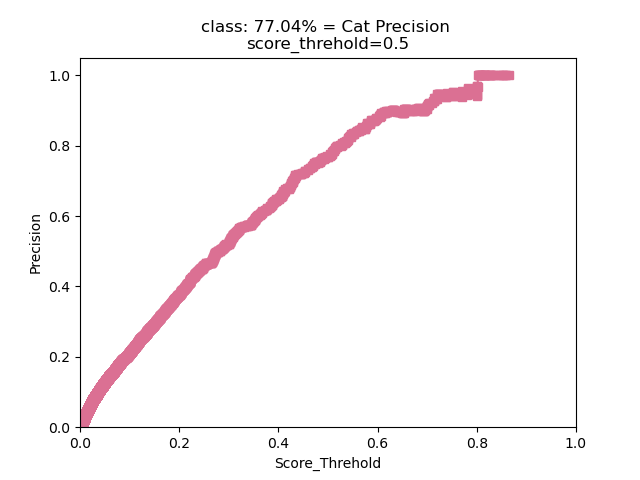 class: 77.04% = Cat Precision
score_threhold=0.5
1.0
0.8
0.6
0.4
0.2
0.0
Precision
0.0 0.2 0.4 0.6 0.8 1.0
Score_Threhold